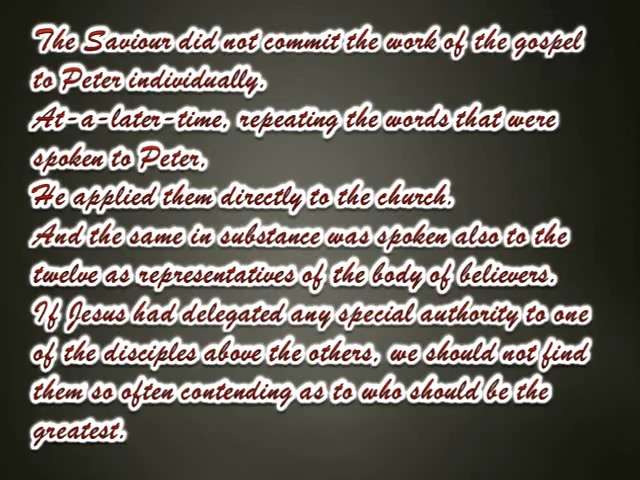 The Saviour did not commit the work of the gospel
to Peter individually.
At-a-later-time, repeating the words that were
spoken to Peter,
He applied them directly to the church,
And the same in substance was spoken also to the
twelve as representatives of the body of believers.
If Jesus had delegated any special authority to one
of the disciples above the others, we should not find
them so often contending as to who should be the
greatest.